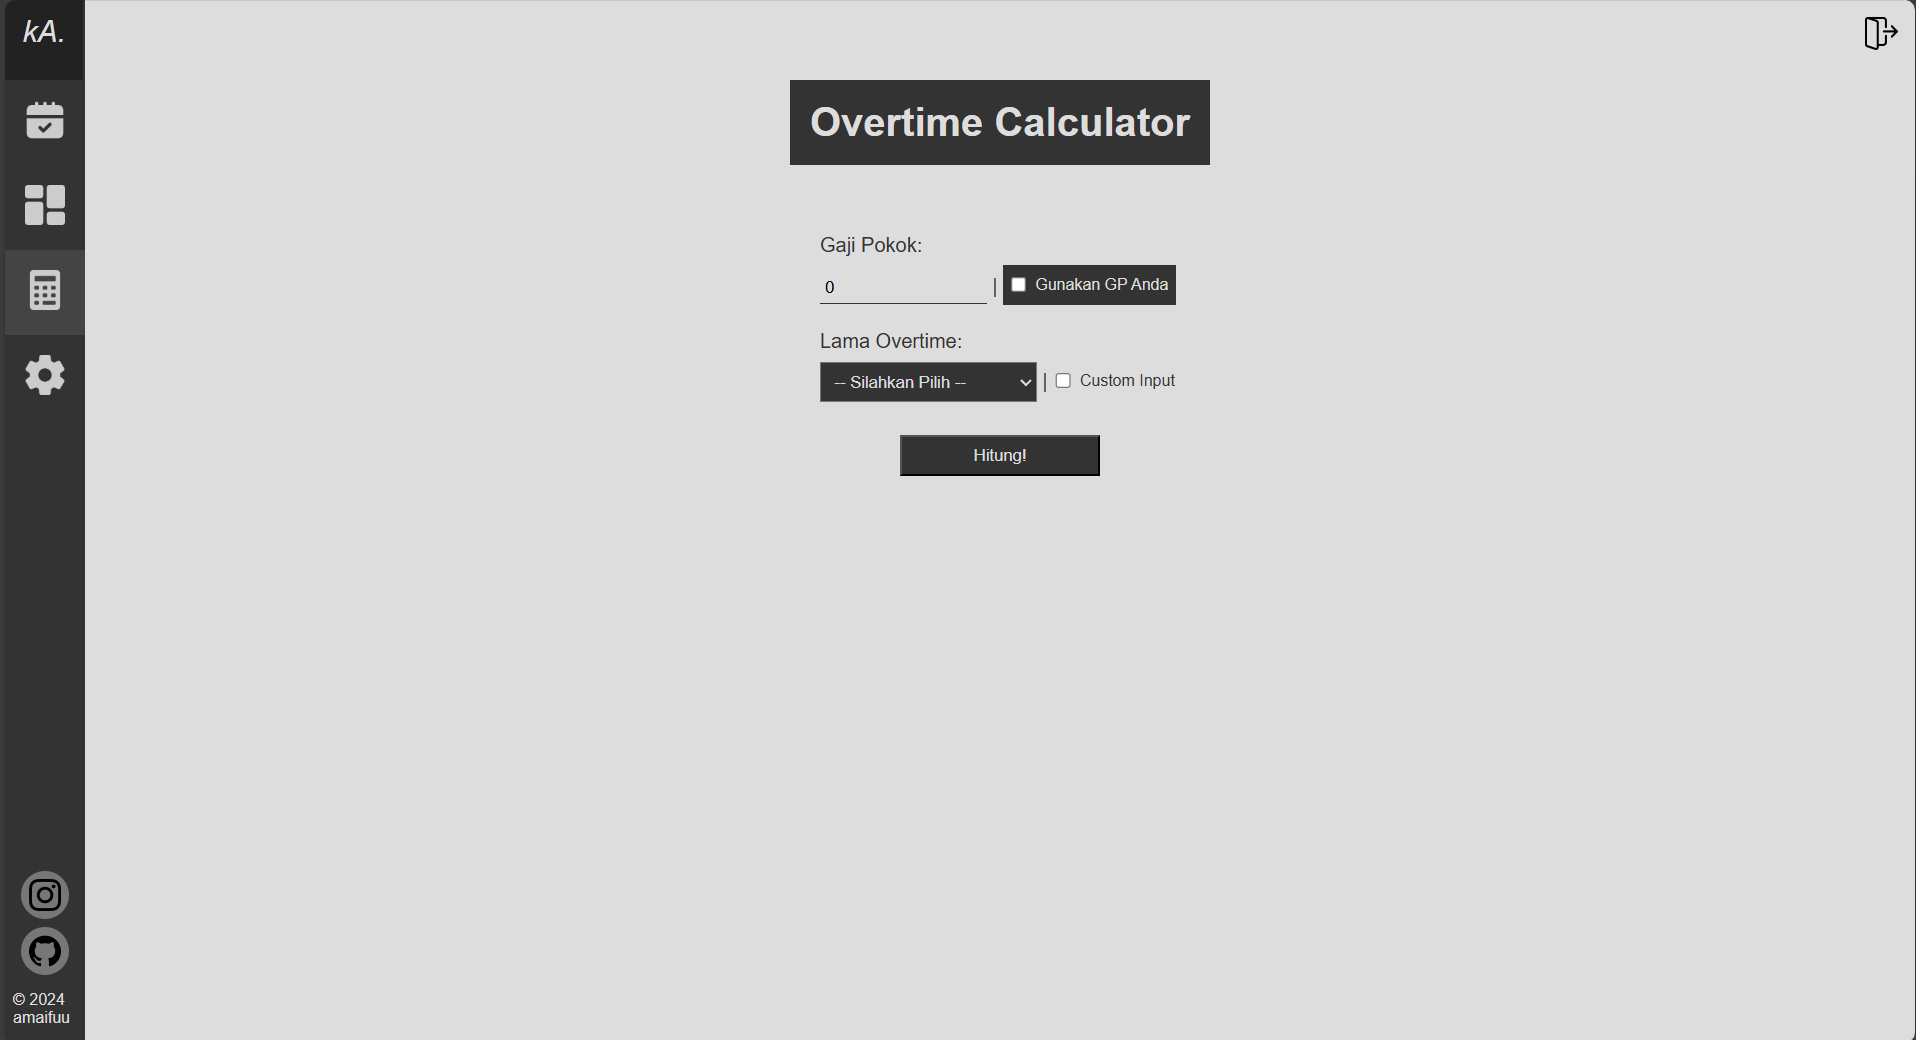 kA.
Overtime Calculator
Gaji Pokok:
0 | Gunakan GP Anda
Lama Overtime:
-- Silahkan Pilih -- | Custom Input
Hitung!
© 2024
amaifuu